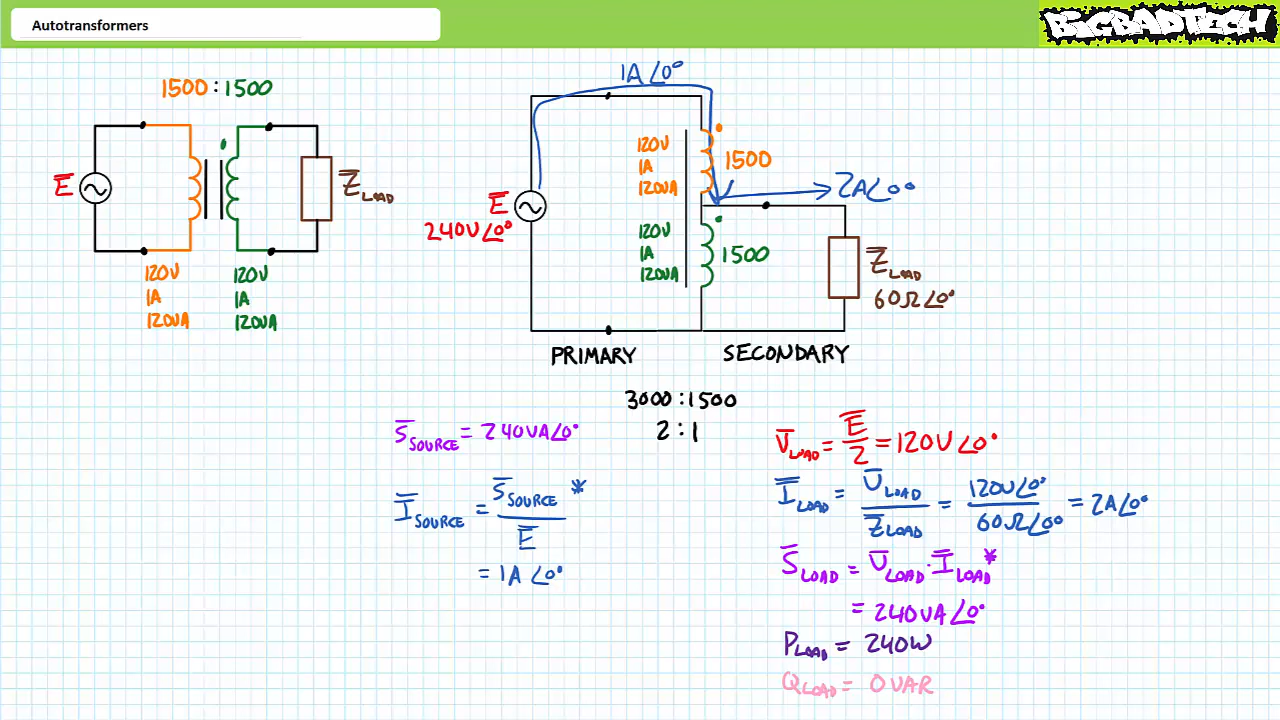 Autotransformers
BIGBADTECH
1500 : 1500
E̅
Z̅LOAD
120V
1A
120VA
120V
1A
120VA
1A∠0°
120V
1A
120VA
1500
2A∠0°
E̅
240V∠0°
120V
1A
120VA
1500
Z̅LOAD
60Ω∠0°
PRIMARY
SECONDARY
3000 : 1500
2 : 1
S̅SOURCE = 240VA∠0°
I̅SOURCE = S̅SOURCE* / E̅
= 1A∠0°
V̅LOAD = E̅/2 = 120V∠0°
I̅LOAD = V̅LOAD / Z̅LOAD = 120V∠0° / 60Ω∠0° = 2A∠0°
S̅LOAD = V̅LOAD · I̅LOAD*
= 240VA∠0°
PLOAD = 240W
QLOAD = 0VAR